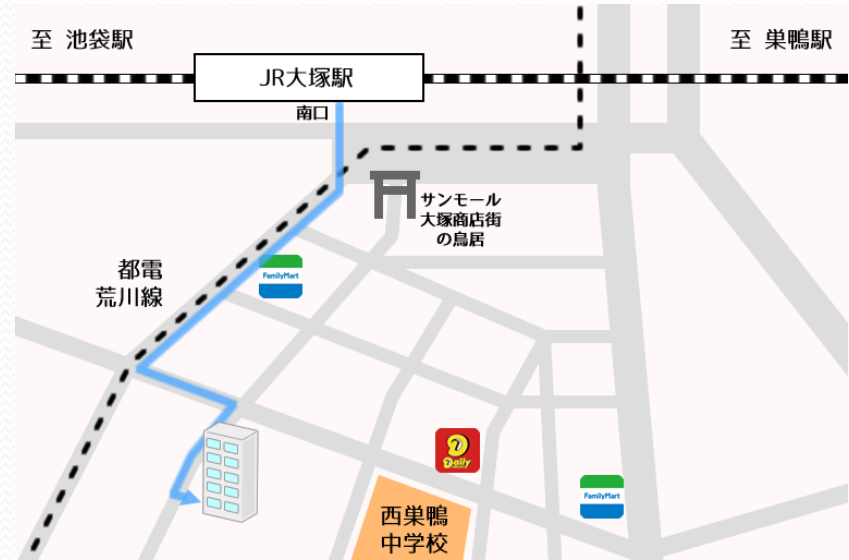 至 池袋駅
至 巣鴨駅
JR大塚駅
南口
サンモール
大塚商店街
の鳥居
都電
荒川線
FamilyMart
Daily
FamilyMart
西巣鴨
中学校